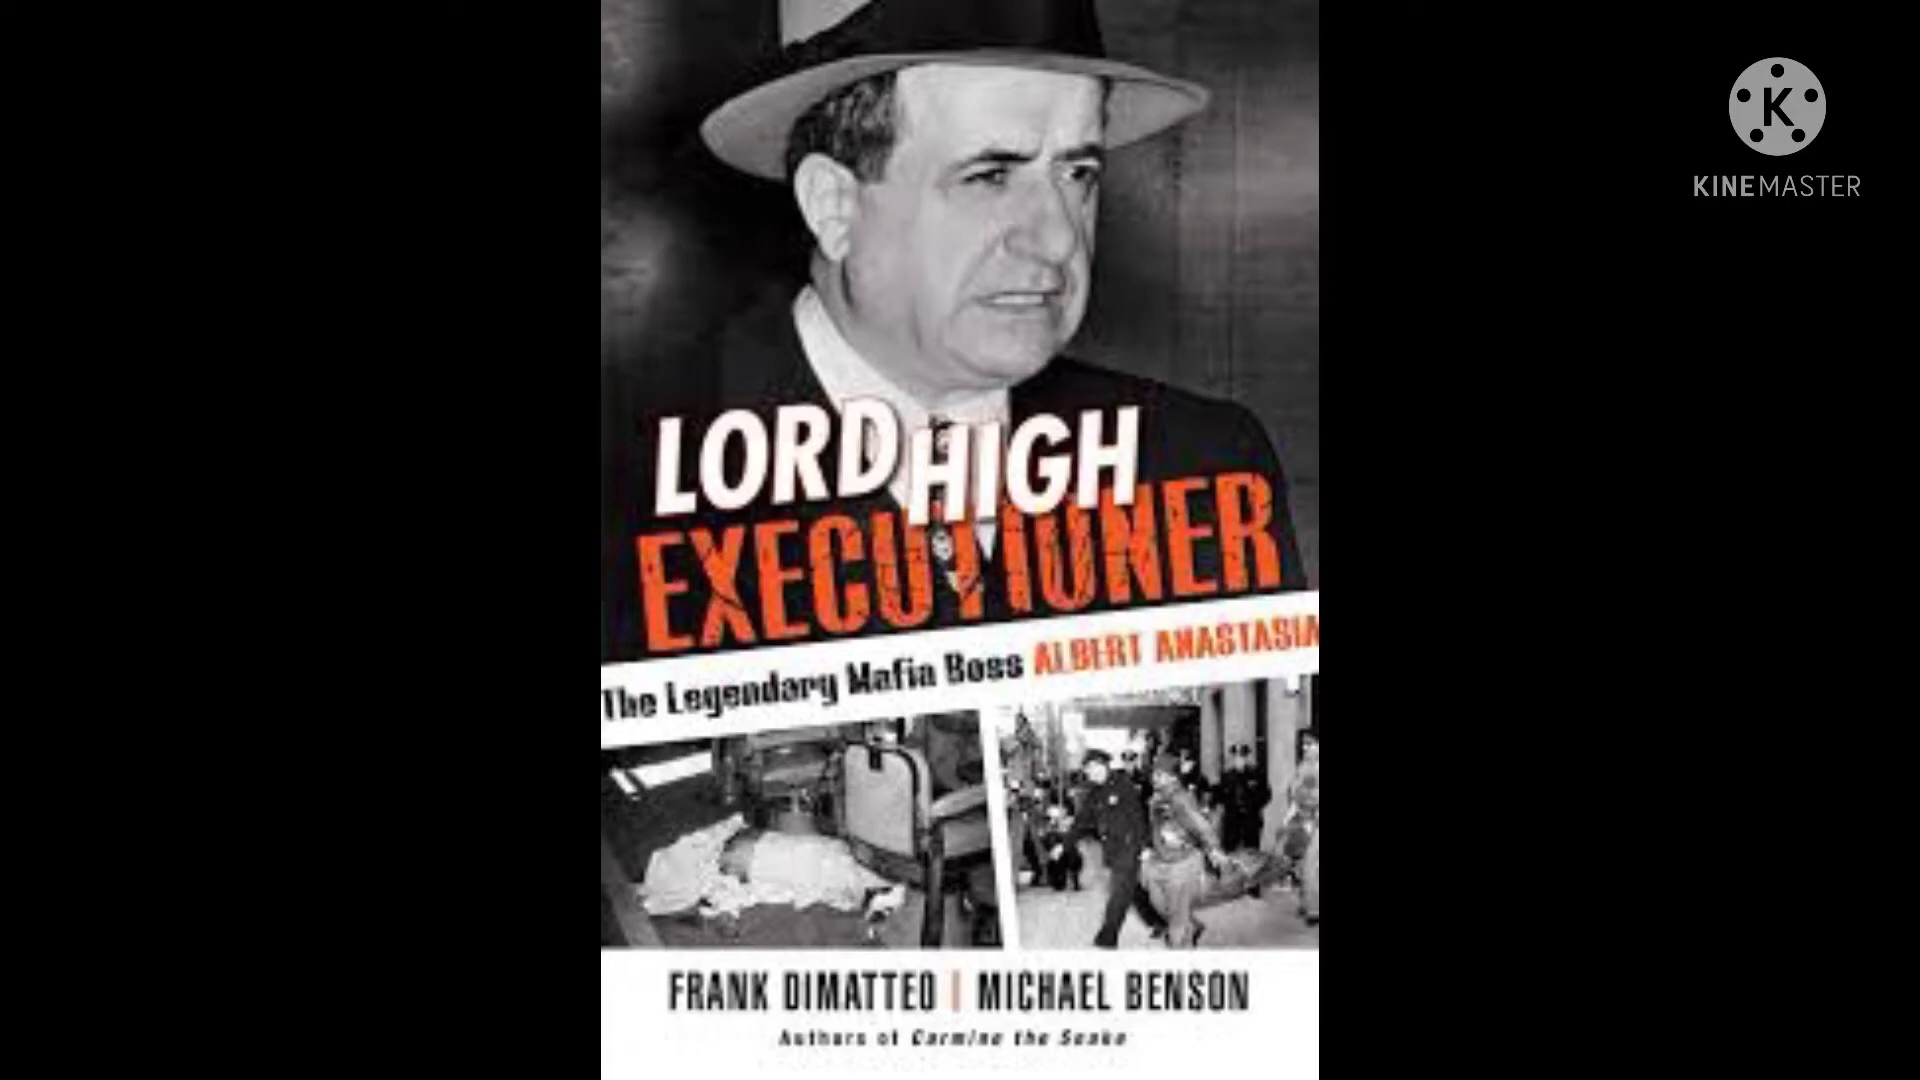 K
KINEMASTER
LORD HIGH
EXECUTIONER
The Legendary Mafia Boss ALBERT ANASTASIA
FRANK DIMATTEO | MICHAEL BENSON
Authors of Carmine the Snake